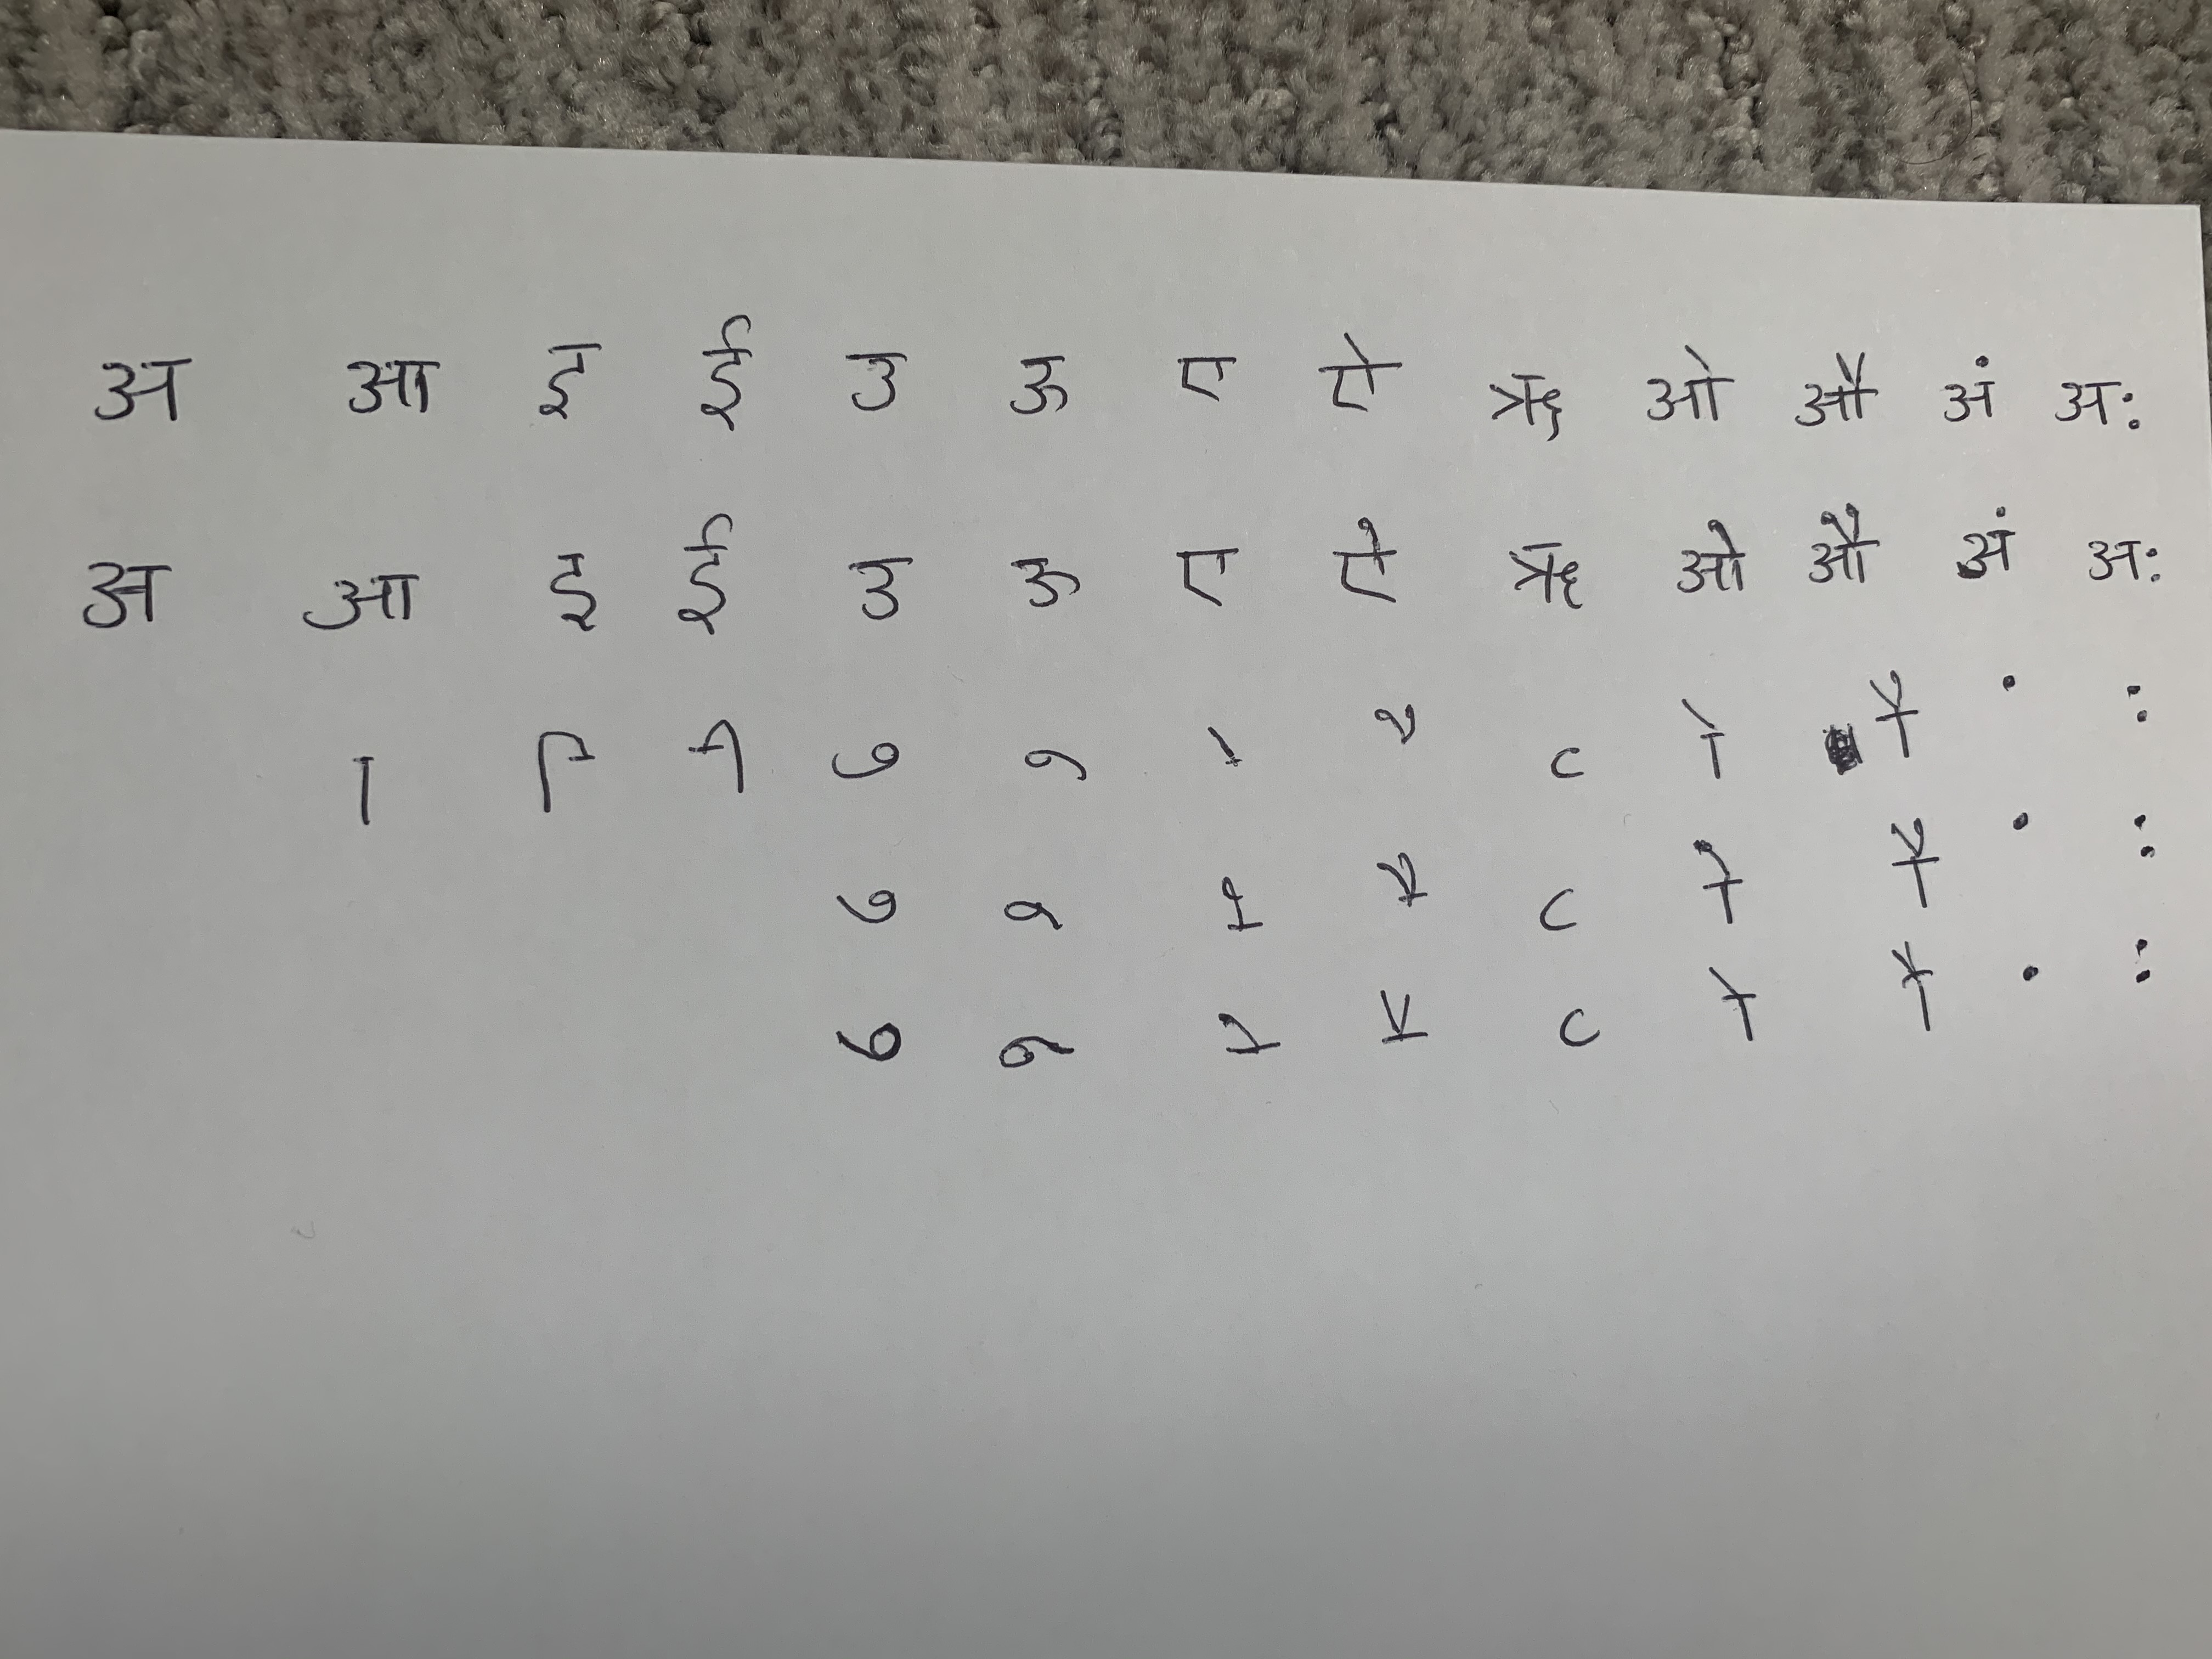 अ आ इ ई उ ऊ ए ऐ ऋ ओ औ अं अः
अ आ इ ई उ ऊ ए ऐ ऋ ओ औ अं अः
ा ि ी ु ू े ै ृ ो ौ ं ः
ु ू े ै ृ ो ौ ं ः
ु ू े ै ृ ो ौ ं ः